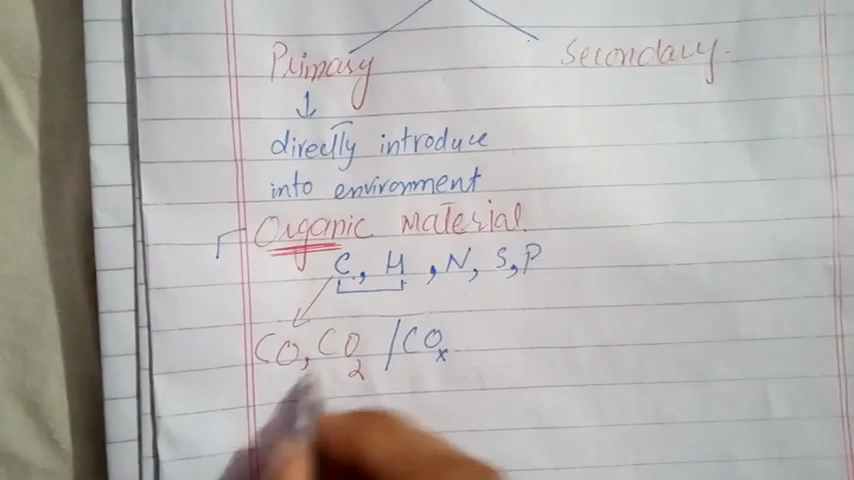 Primary Secondary.
↓
directly introduce
into environment
Organic Material
C, H, N, S, P
CO, CO2 /COx